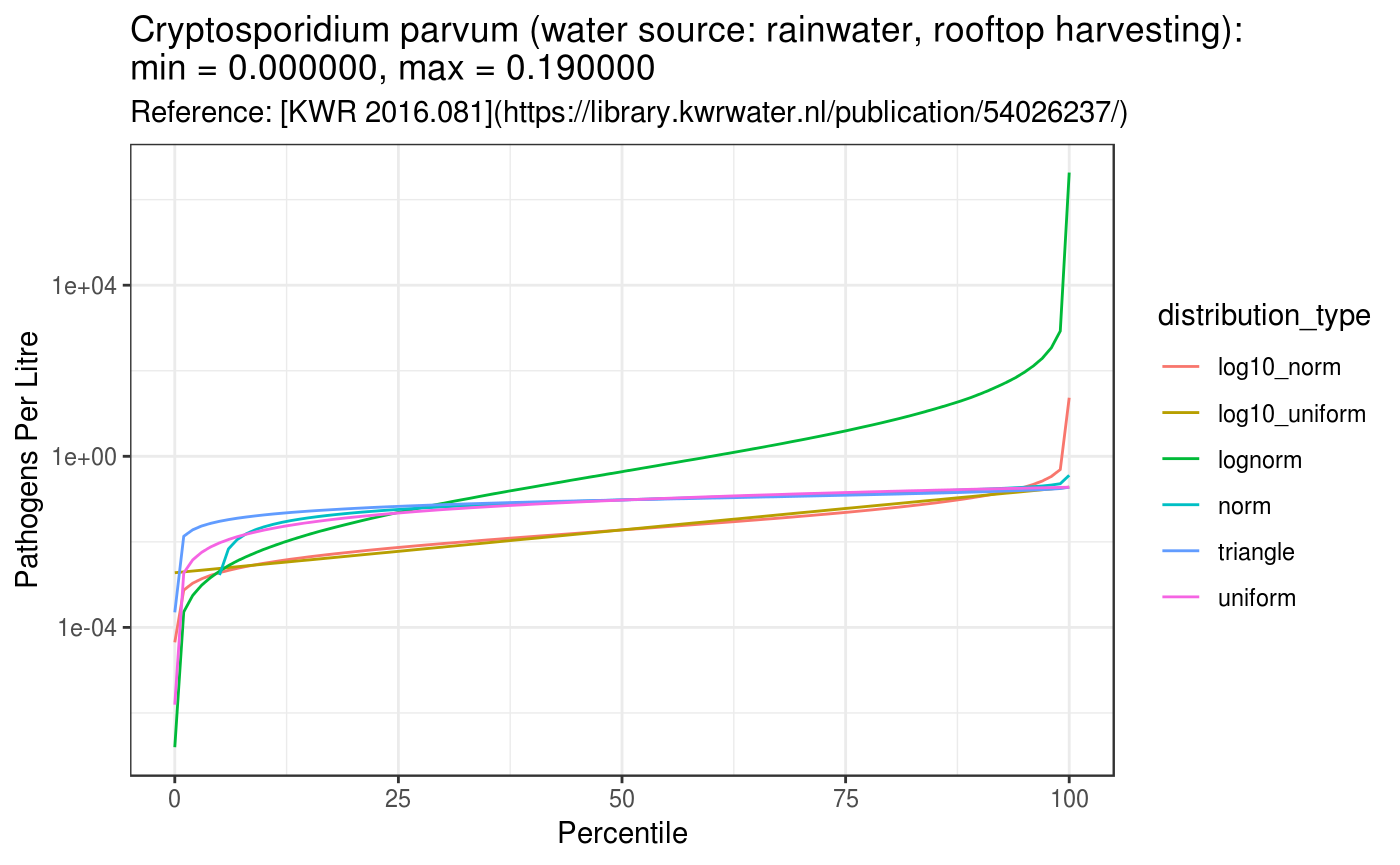 Cryptosporidium parvum (water source: rainwater, rooftop harvesting):
min = 0.000000, max = 0.190000
Reference: [KWR 2016.081](https://library.kwrwater.nl/publication/54026237/)
Pathogens Per Litre
1e+04
1e+00
1e-04
0
25
50
75
100
Percentile
distribution_type
log10_norm
log10_uniform
lognorm
norm
triangle
uniform